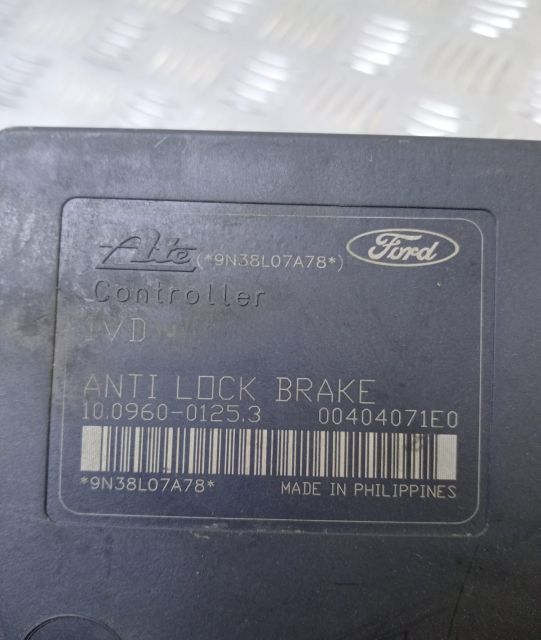 Ate (*9N38L07A78*) Ford
Controller
IVD
ANTI LOCK BRAKE
10.0960-0125.3 00404071E0
*9N38L07A78* MADE IN PHILIPPINES